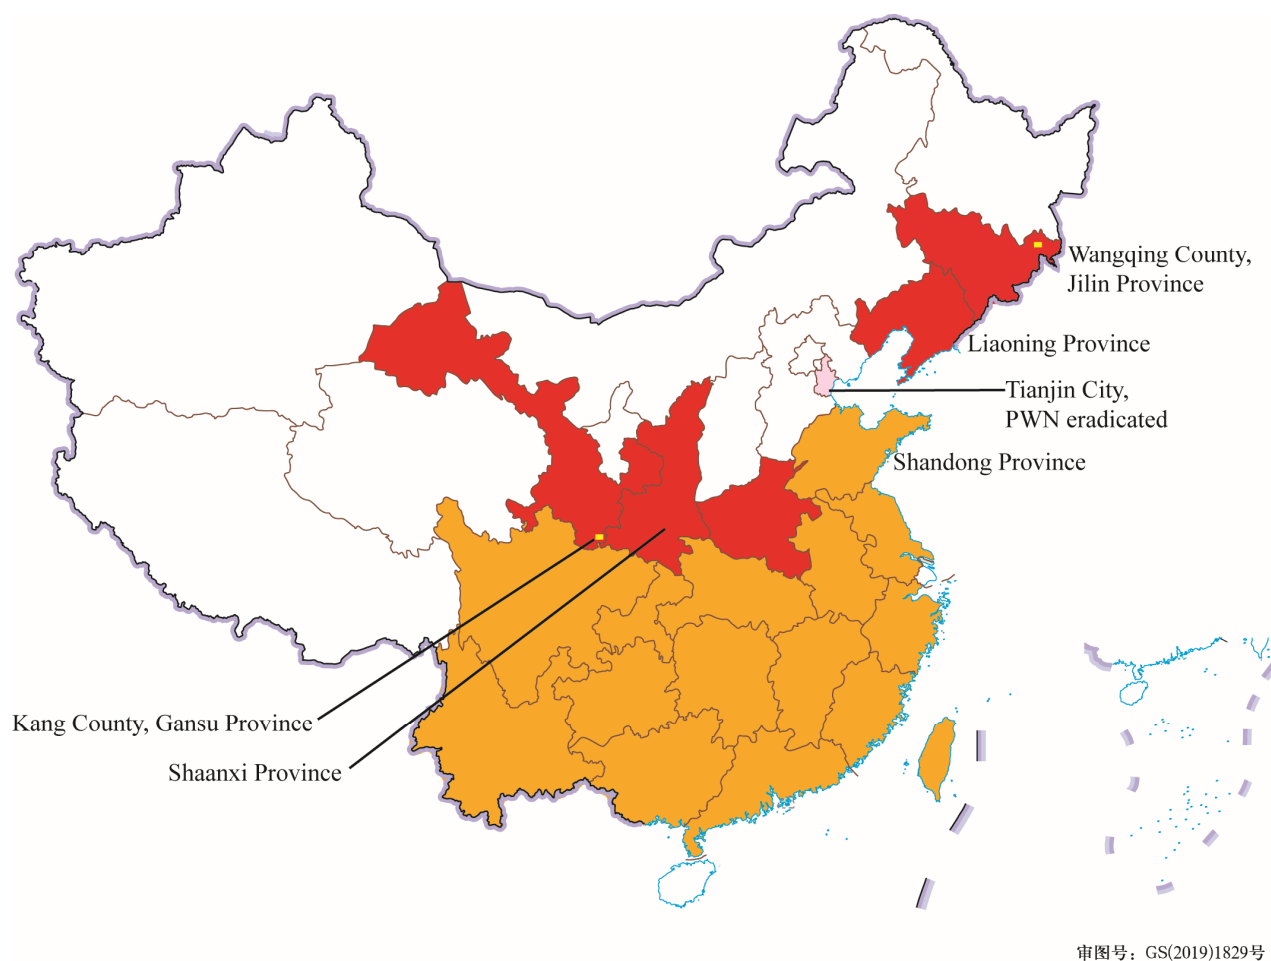 Wangqing County,
Jilin Province
Liaoning Province
Tianjin City,
PWN eradicated
Shandong Province
Kang County, Gansu Province
Shaanxi Province
审图号：GS(2019)1829号